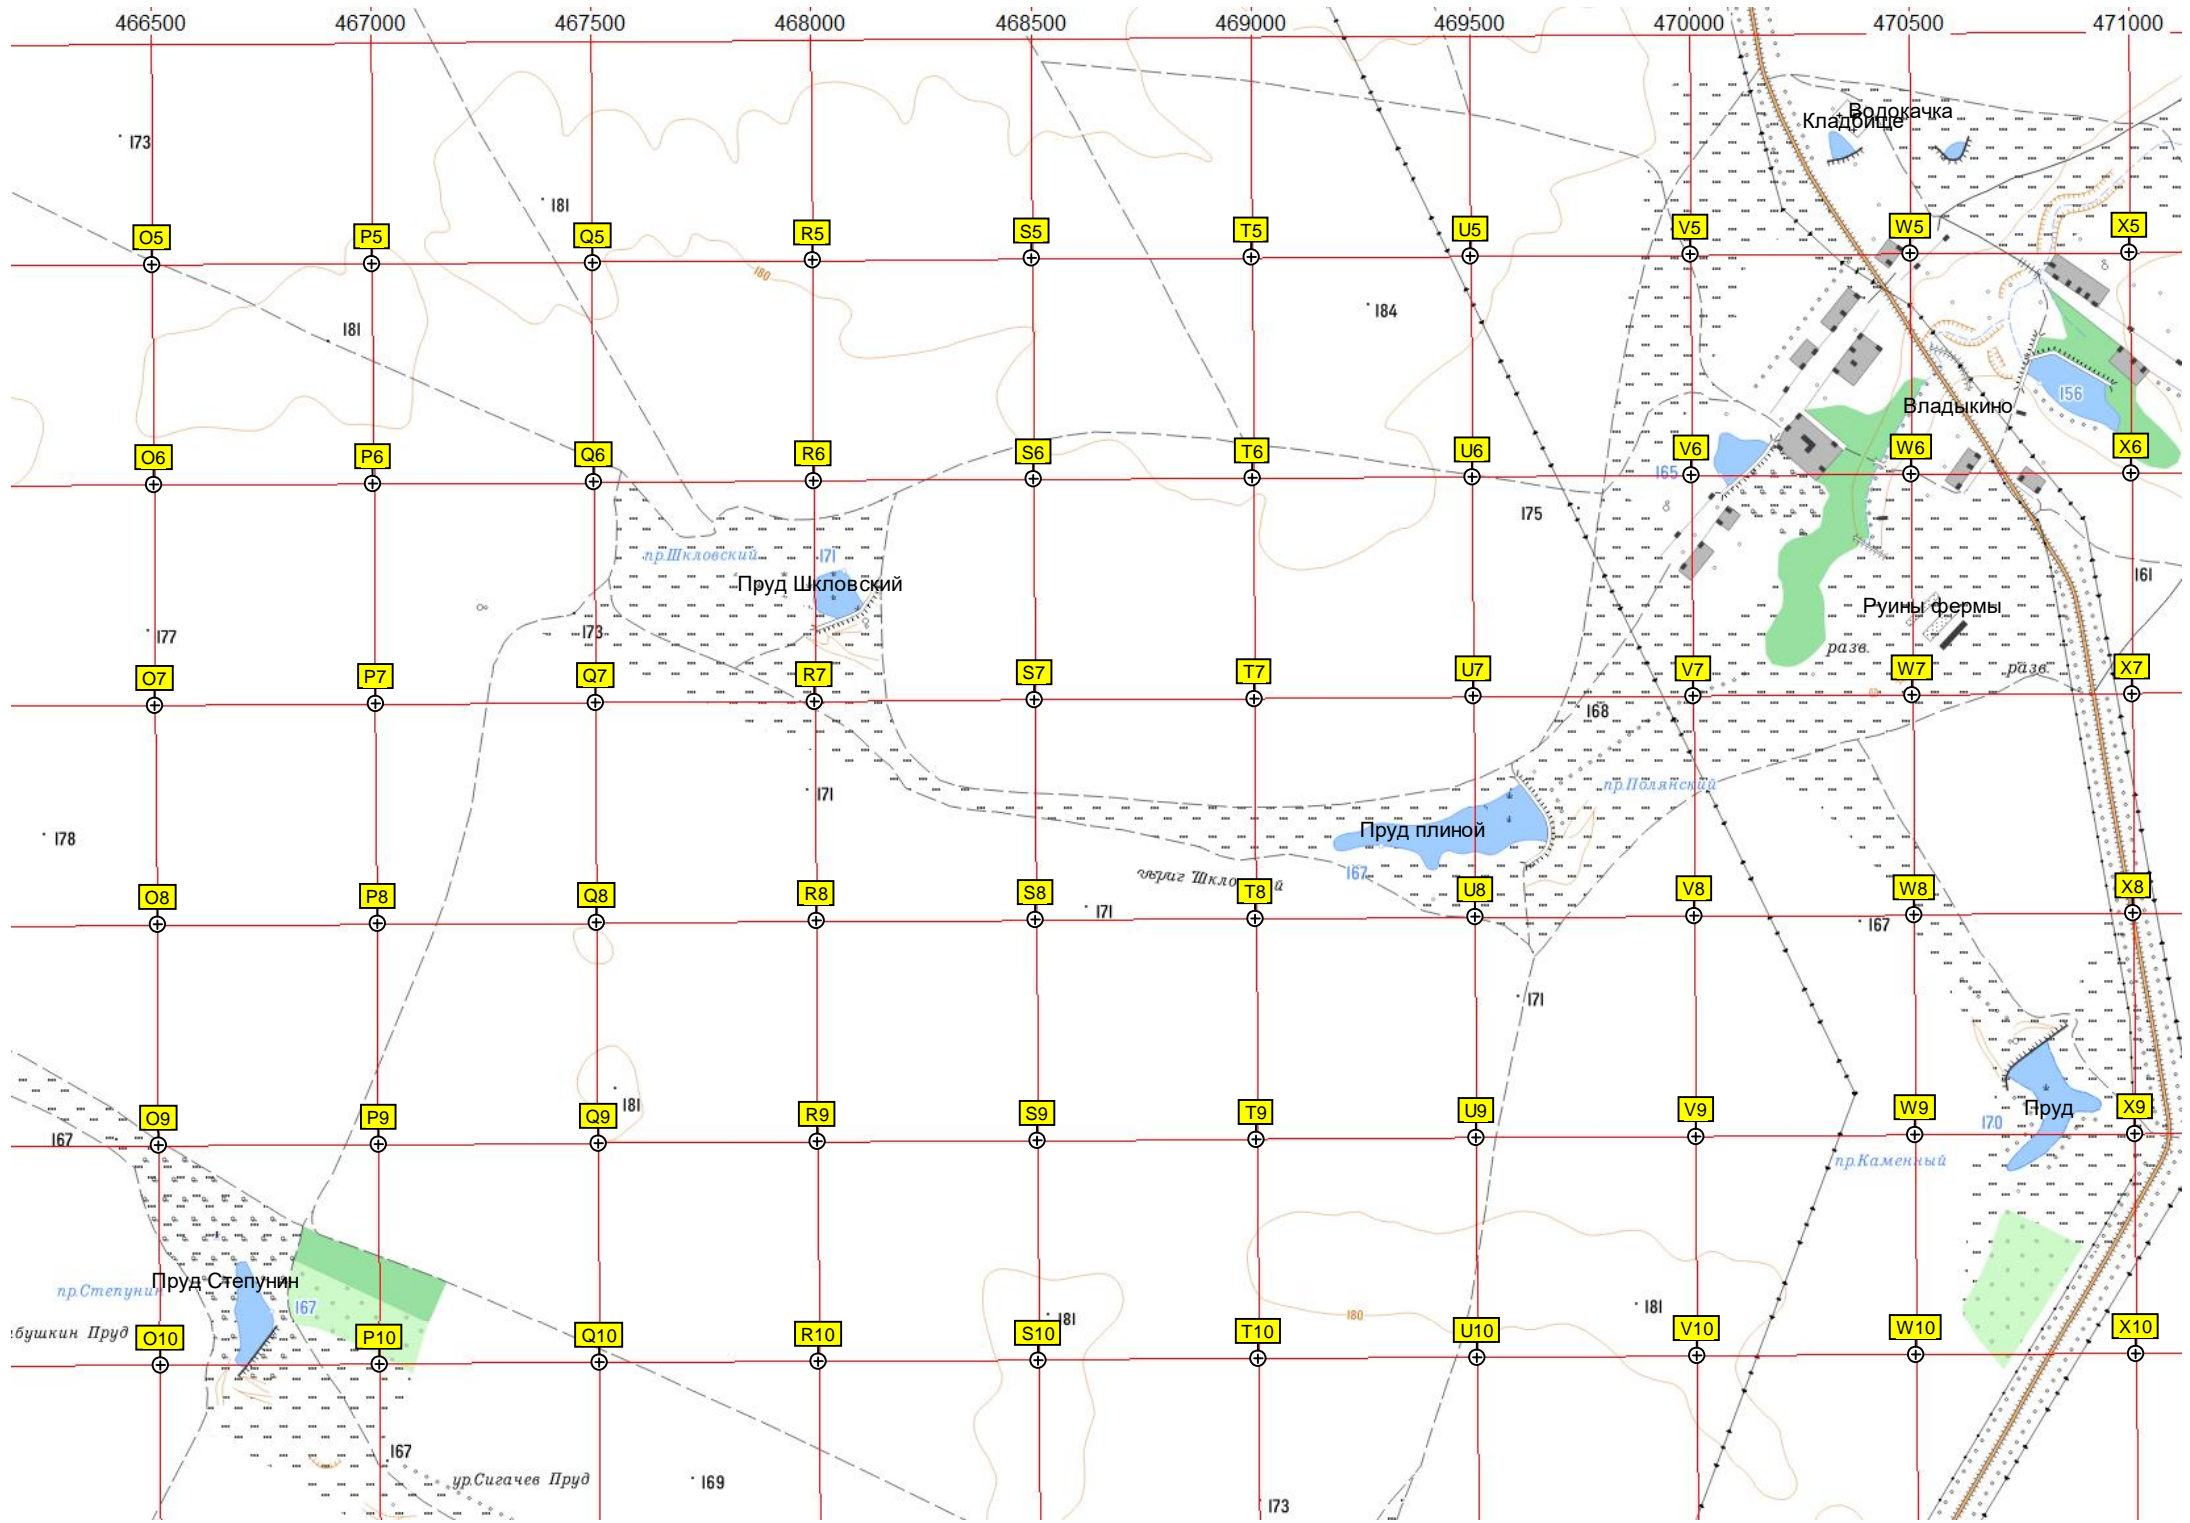 466500 467000 467500 468000 468500 469000 469500 470000 470500 471000
Водокачка
Кладбище
173
181
O5 P5 Q5 R5 S5 T5 U5 V5 W5 X5
180
184
181
156
Владыкино
O6 P6 Q6 R6 S6 T6 U6 V6 W6 X6
165
175
пр.Шкловский
171
161
Пруд Шкловский
Руины фермы
177
173
разв.
разв.
O7 P7 Q7 R7 S7 T7 U7 V7 W7 X7
168
пр.Полянский
171
178
Пруд плиной
167
O8 P8 Q8 R8 S8 T8 U8 V8 W8 X8
171
167
171
181
Пруд
170
O9 P9 Q9 R9 S9 T9 U9 V9 W9 X9
167
пр.Каменный
Пруд Степунин
пр.Степунин
167
181
181
180
бушкин Пруд
O10 P10 Q10 R10 S10 T10 U10 V10 W10 X10
167
ур.Сигачев Пруд
169
173